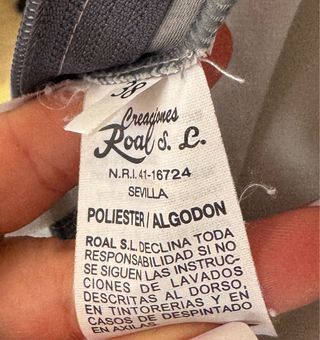 38
Creaciones
Roal S. L.
N.R.I. 41-16724
SEVILLA
POLIESTER/ALGODON
ROAL S.L. DECLINA TODA
RESPONSABILIDAD SI NO
SE SIGUEN LAS INSTRUC-
CIONES DE LAVADOS
DESCRITAS AL DORSO,
EN TINTORERIAS Y EN
CASOS DE DESPINTADO
EN AXILAS